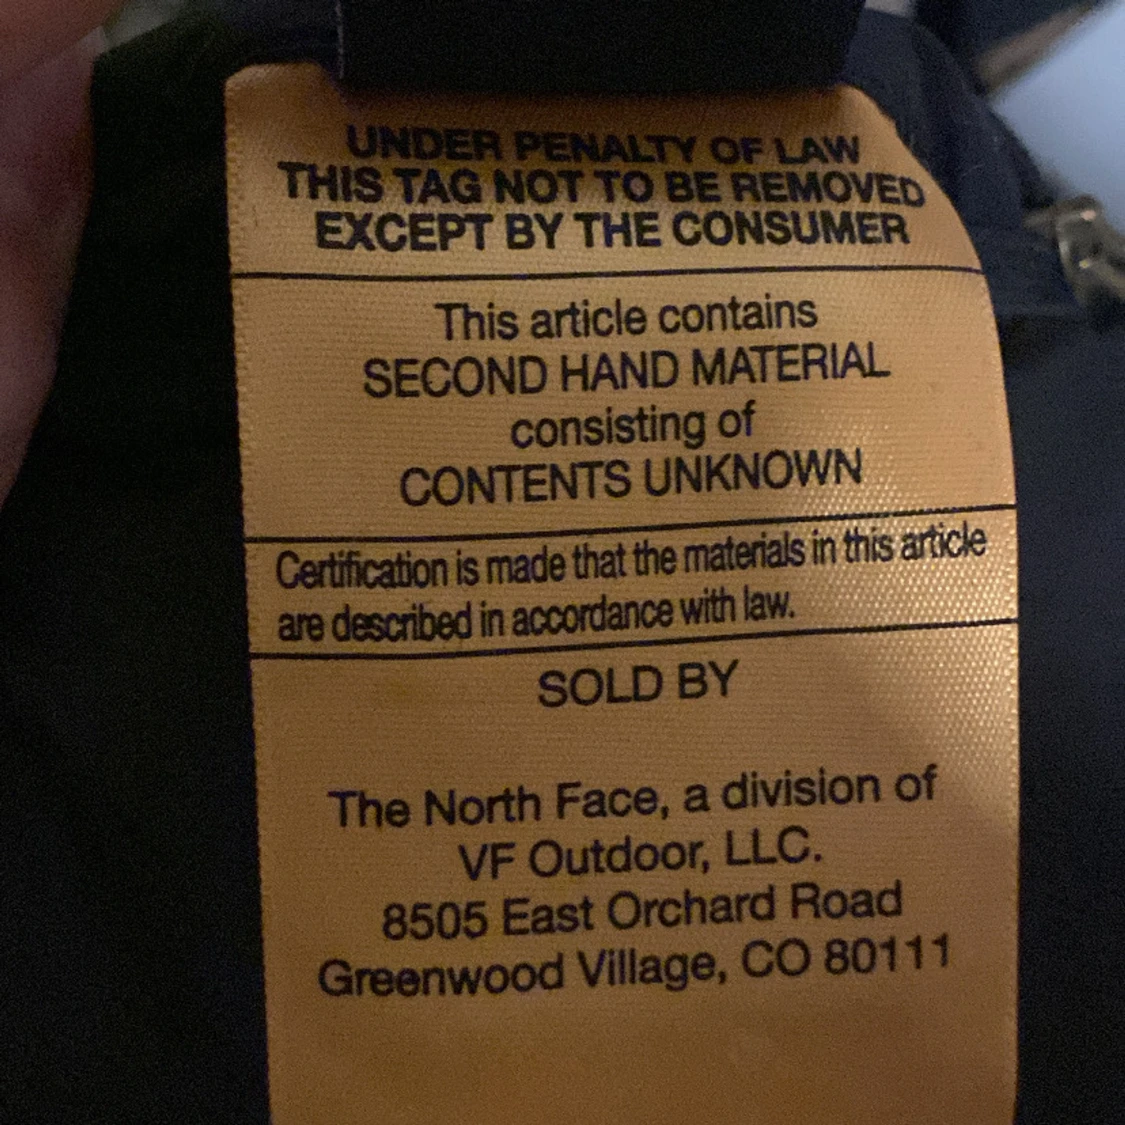 UNDER PENALTY OF LAW
THIS TAG NOT TO BE REMOVED
EXCEPT BY THE CONSUMER
This article contains
SECOND HAND MATERIAL
consisting of
CONTENTS UNKNOWN
Certification is made that the materials in this article
are described in accordance with law.
SOLD BY
The North Face, a division of
VF Outdoor, LLC.
8505 East Orchard Road
Greenwood Village, CO 80111